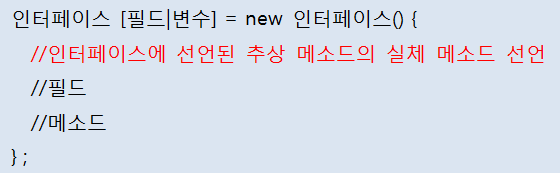 인터페이스 [필드|변수] = new 인터페이스() {
//인터페이스에 선언된 추상 메소드의 실체 메소드 선언
//필드
//메소드
} ;